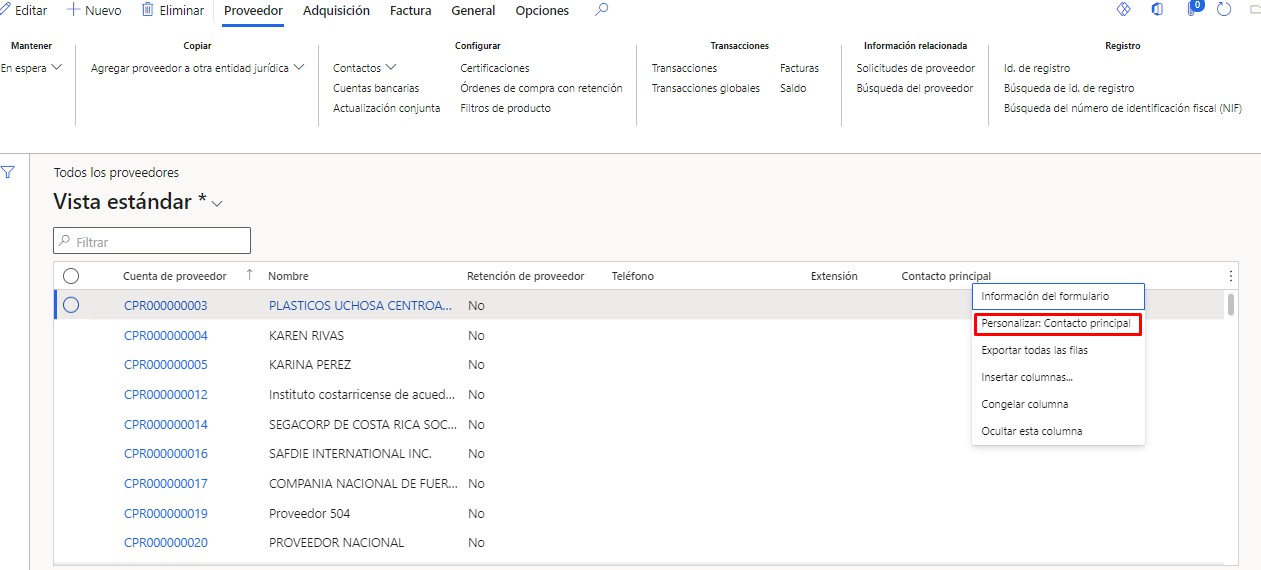 Editar Nuevo Eliminar Proveedor Adquisición Factura General Opciones 0
Mantener Copiar Configurar Transacciones Información relacionada Registro
En espera Agregar proveedor a otra entidad jurídica Contactos Certificaciones Transacciones Facturas Solicitudes de proveedor Id. de registro
Cuentas bancarias Órdenes de compra con retención Transacciones globales Saldo Búsqueda del proveedor Búsqueda de id. de registro
Actualización conjunta Filtros de producto Búsqueda del número de identificación fiscal (NIF)
Todos los proveedores
Vista estándar *
Filtrar
Cuenta de proveedor Nombre Retención de proveedor Teléfono Extensión Contacto principal
CPR000000003 PLASTICOS UCHOSA CENTROA... No
CPR000000004 KAREN RIVAS No
CPR000000005 KARINA PEREZ No
CPR000000012 Instituto costarricense de acued... No
CPR000000014 SEGACORP DE COSTA RICA SOC... No
CPR000000016 SAFDIE INTERNATIONAL INC. No
CPR000000017 COMPANIA NACIONAL DE FUER... No
CPR000000019 Proveedor 504 No
CPR000000020 PROVEEDOR NACIONAL No
Información del formulario
Personalizar: Contacto principal
Exportar todas las filas
Insertar columnas...
Congelar columna
Ocultar esta columna